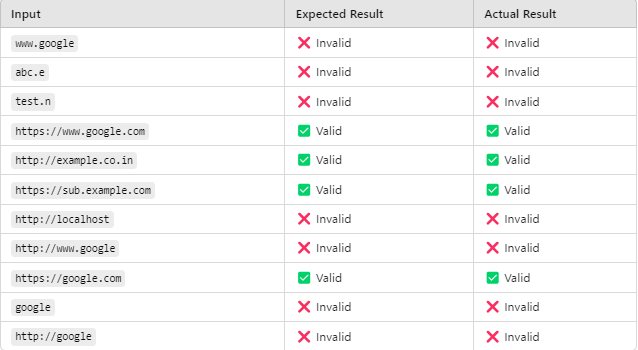 Input Expected Result Actual Result
www.google ❌ Invalid ❌ Invalid
abc.e ❌ Invalid ❌ Invalid
test.n ❌ Invalid ❌ Invalid
https://www.google.com ✅ Valid ✅ Valid
http://example.co.in ✅ Valid ✅ Valid
https://sub.example.com ✅ Valid ✅ Valid
http://localhost ❌ Invalid ❌ Invalid
http://www.google ❌ Invalid ❌ Invalid
https://google.com ✅ Valid ✅ Valid
google ❌ Invalid ❌ Invalid
http://google ❌ Invalid ❌ Invalid